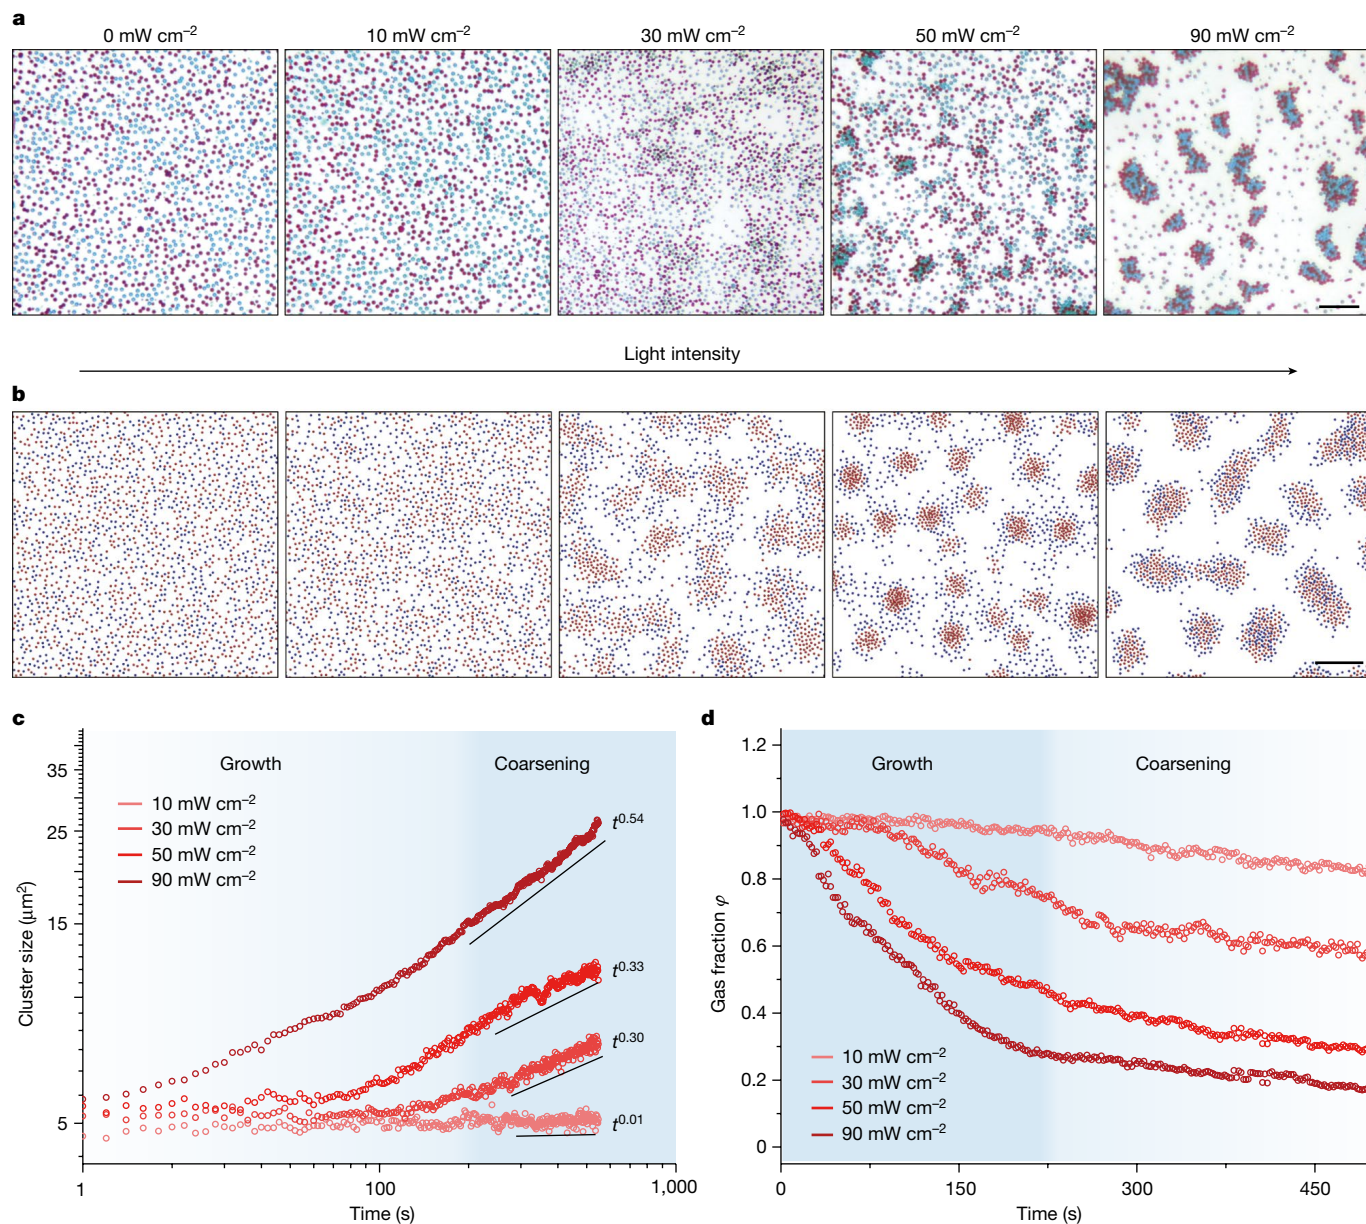 a
0 mW cm⁻²
10 mW cm⁻²
30 mW cm⁻²
50 mW cm⁻²
90 mW cm⁻²
Light intensity
b
c
Growth
Coarsening
10 mW cm⁻²
30 mW cm⁻²
50 mW cm⁻²
90 mW cm⁻²
t^0.54
t^0.33
t^0.30
t^0.01
35
25
15
5
Cluster size (μm²)
1
100
1,000
Time (s)
d
Growth
Coarsening
10 mW cm⁻²
30 mW cm⁻²
50 mW cm⁻²
90 mW cm⁻²
1.2
1.0
0.8
0.6
0.4
0.2
0
Gas fraction φ
0
150
300
450
Time (s)